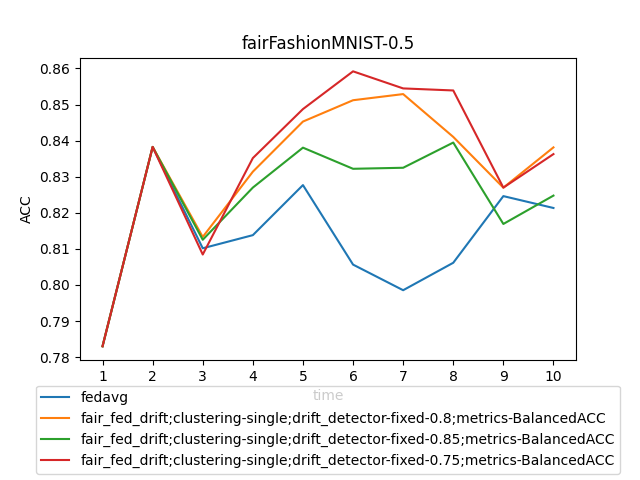 fairFashionMNIST-0.5
0.86
0.85
0.84
0.83
0.82
0.81
0.80
0.79
0.78
ACC
1 2 3 4 5 6 7 8 9 10
time
fedavg
fair_fed_drift;clustering-single;drift_detector-fixed-0.8;metrics-BalancedACC
fair_fed_drift;clustering-single;drift_detector-fixed-0.85;metrics-BalancedACC
fair_fed_drift;clustering-single;drift_detector-fixed-0.75;metrics-BalancedACC